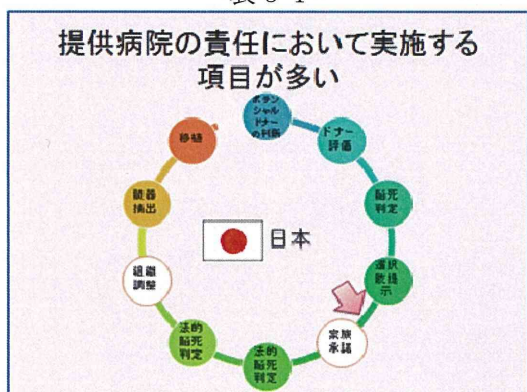 表 5-1
提供病院の責任において実施する
項目が多い
ポテン
シャル
ドナー
の判断
ドナー
評価
脳死
判定
選択
肢提
示
家族
承諾
法的
脳死
判定
法的
脳死
判定
組織
調整
臓器
摘出
移植
日本